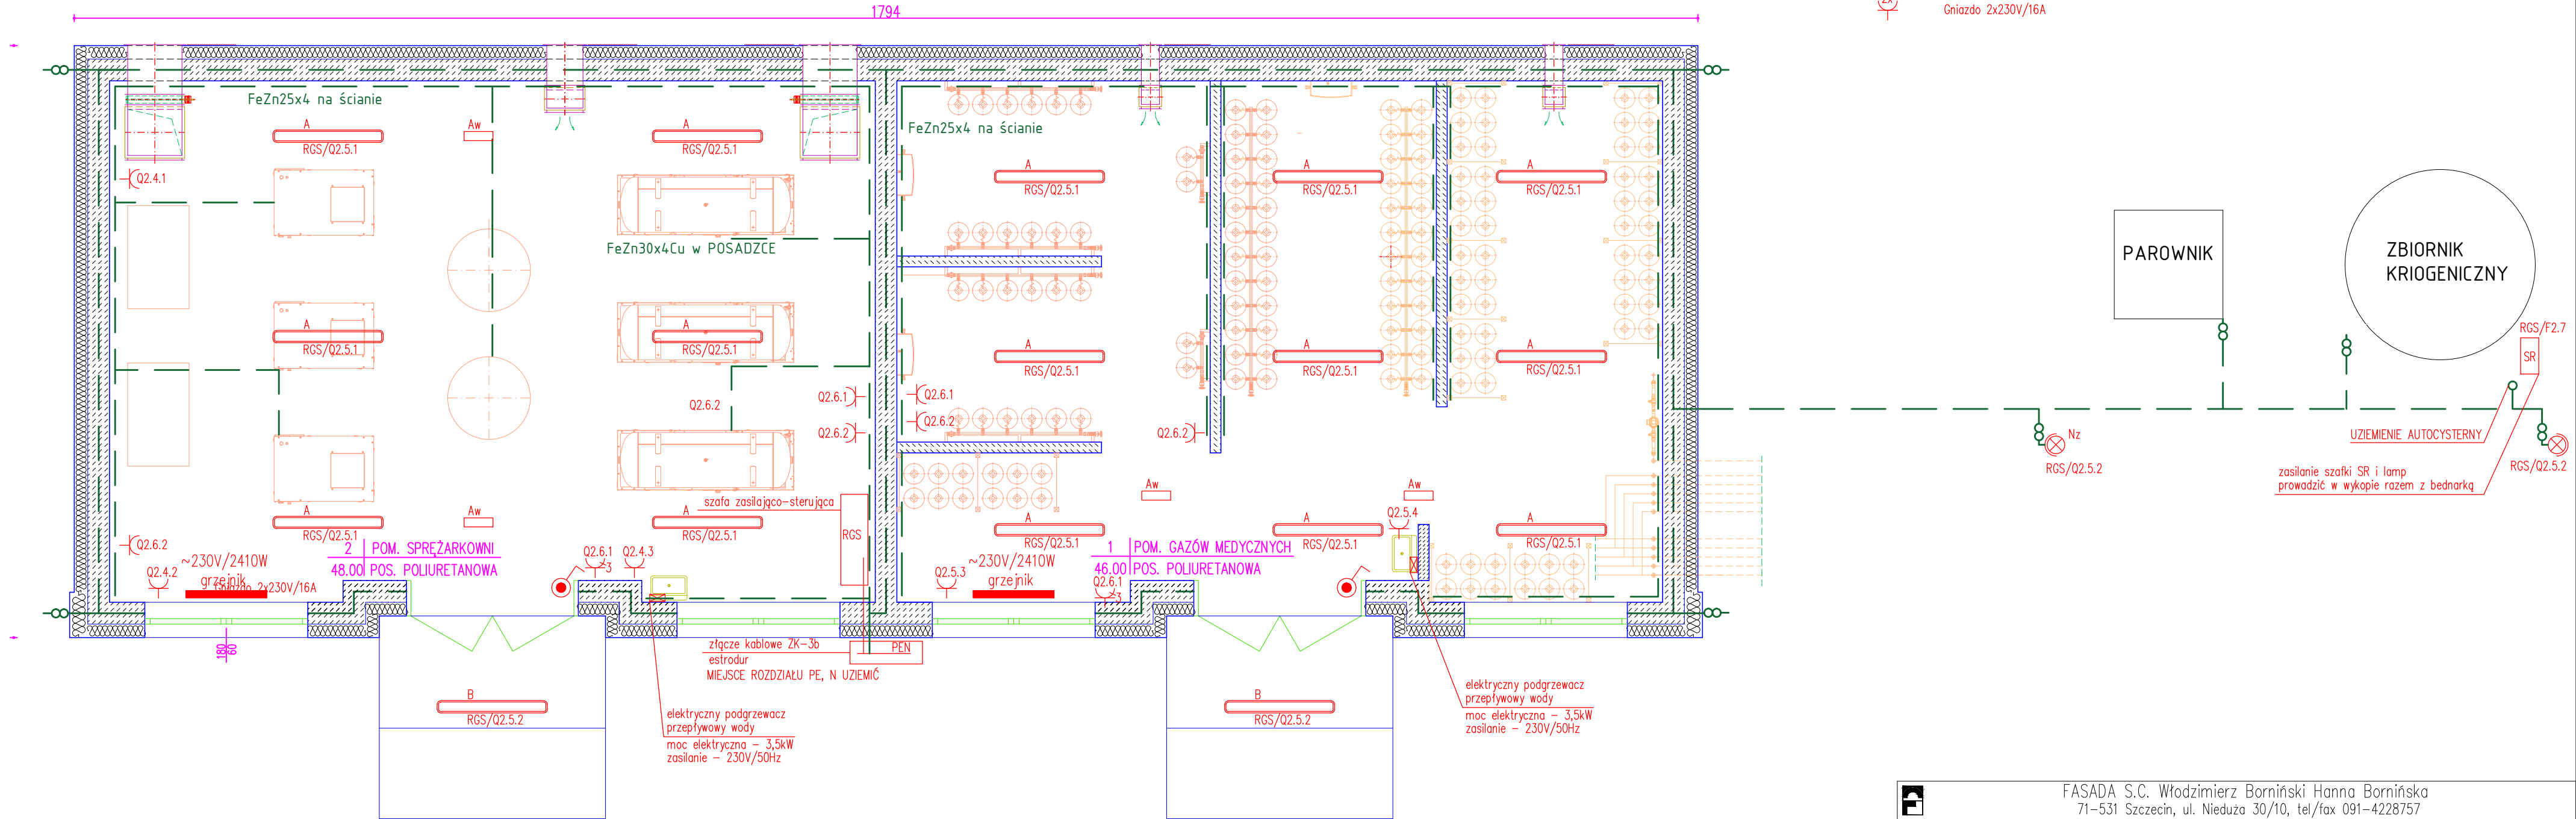 1794
2x
Gniazdo 2x230V/16A
FeZn25x4 na ścianie
FeZn25x4 na ścianie
A
RGS/Q2.5.1
Aw
A
RGS/Q2.5.1
A
RGS/Q2.5.1
A
RGS/Q2.5.1
A
RGS/Q2.5.1
Q2.4.1
FeZn30x4Cu w POSADZCE
PAROWNIK
ZBIORNIK
KRIOGENICZNY
A
RGS/Q2.5.1
A
RGS/Q2.5.1
A
RGS/Q2.5.1
A
RGS/Q2.5.1
A
RGS/Q2.5.1
RGS/F2.7
SR
Q2.6.2
Q2.6.1
Q2.6.2
Q2.6.1
Q2.6.2
Q2.6.2
Nz
RGS/Q2.5.2
UZIEMIENIE AUTOCYSTERNY
RGS/Q2.5.2
zasilanie szafki SR i lamp
prowadzić w wykopie razem z bednarką
Aw
Aw
Aw
szafa zasilająco-sterująca
RGS
A
RGS/Q2.5.1
A
RGS/Q2.5.1
A
RGS/Q2.5.1
A
RGS/Q2.5.1
A
RGS/Q2.5.1
Q2.5.4
Q2.6.2
2 POM. SPRĘŻARKOWNI
48.00 POS. POLIURETANOWA
1 POM. GAZÓW MEDYCZNYCH
46.00 POS. POLIURETANOWA
Q2.4.2
~230V/2410W
grzejnik
Gniazdo 2x230V/16A
Q2.6.1
-3
Q2.4.3
Q2.5.3
~230V/2410W
grzejnik
Q2.6.1
-3
180
60
złącze kablowe ZK-3b
estrodur
MIEJSCE ROZDZIAŁU PE, N UZIEMIĆ
PEN
B
RGS/Q2.5.2
B
RGS/Q2.5.2
elektryczny podgrzewacz
przepływowy wody
moc elektryczna - 3,5kW
zasilanie - 230V/50Hz
elektryczny podgrzewacz
przepływowy wody
moc elektryczna - 3,5kW
zasilanie - 230V/50Hz
FASADA S.C. Włodzimierz Borniński Hanna Bornińska
71-531 Szczecin, ul. Nieduża 30/10, tel/fax 091-4228757